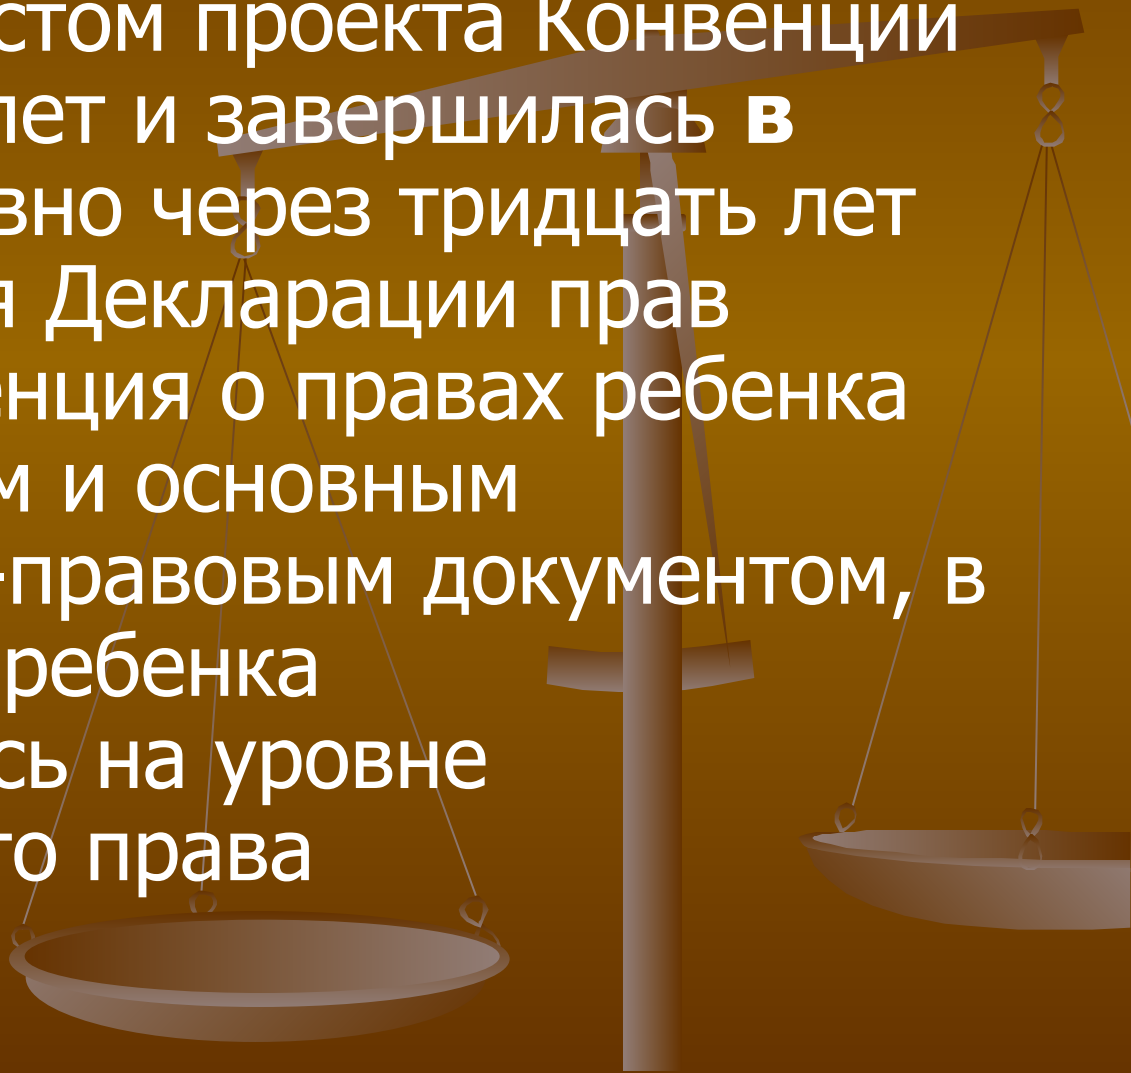 стом проекта Конвенции
лет и завершилась в
вно через тридцать лет
я Декларации прав
енция о правах ребенка
м и основным
-правовым документом, в
ребенка
сь на уровне
го права